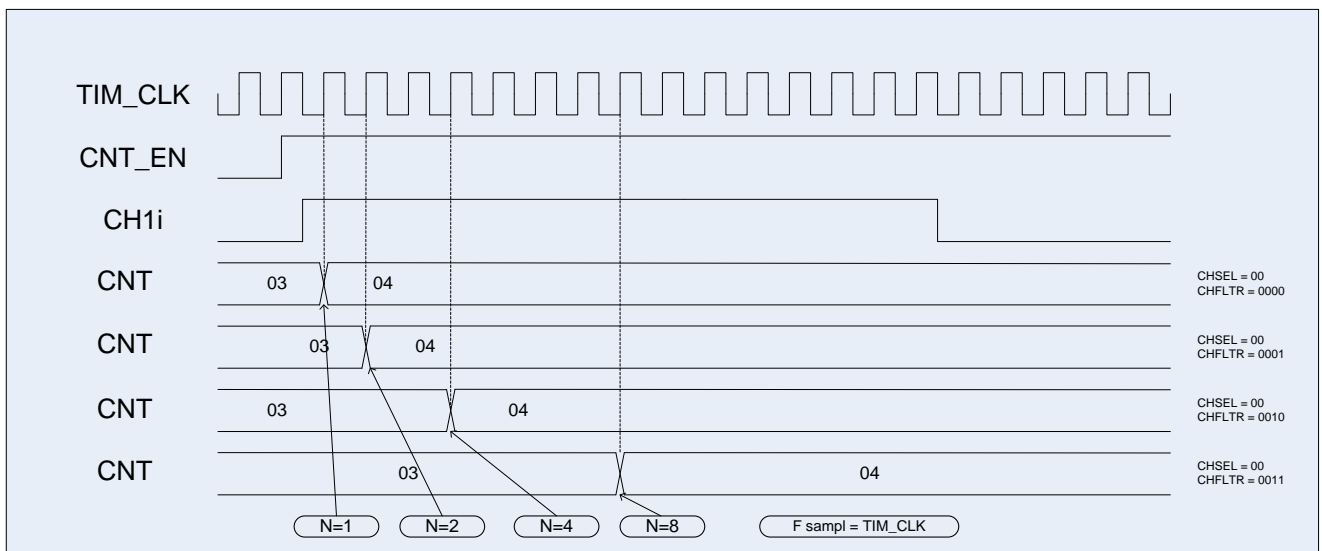 TIM_CLK
CNT_EN
CH1i
CNT 03 04 CHSEL = 00
CHFLTR = 0000
CNT 03 04 CHSEL = 00
CHFLTR = 0001
CNT 03 04 CHSEL = 00
CHFLTR = 0010
CNT 03 04 CHSEL = 00
CHFLTR = 0011
N=1 N=2 N=4 N=8 F sampl = TIM_CLK